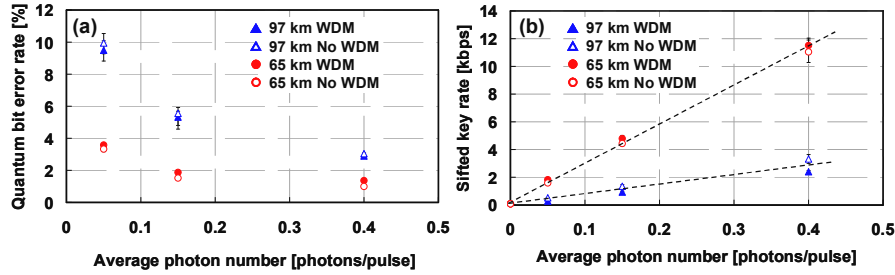 (a)
Quantum bit error rate [%]
12
10
8
6
4
2
0
97 km WDM
97 km No WDM
65 km WDM
65 km No WDM
0 0.1 0.2 0.3 0.4 0.5
Average photon number [photons/pulse]
(b)
Sifted key rate [kbps]
14
12
10
8
6
4
2
0
97 km WDM
97 km No WDM
65 km WDM
65 km No WDM
0 0.1 0.2 0.3 0.4 0.5
Average photon number [photons/pulse]